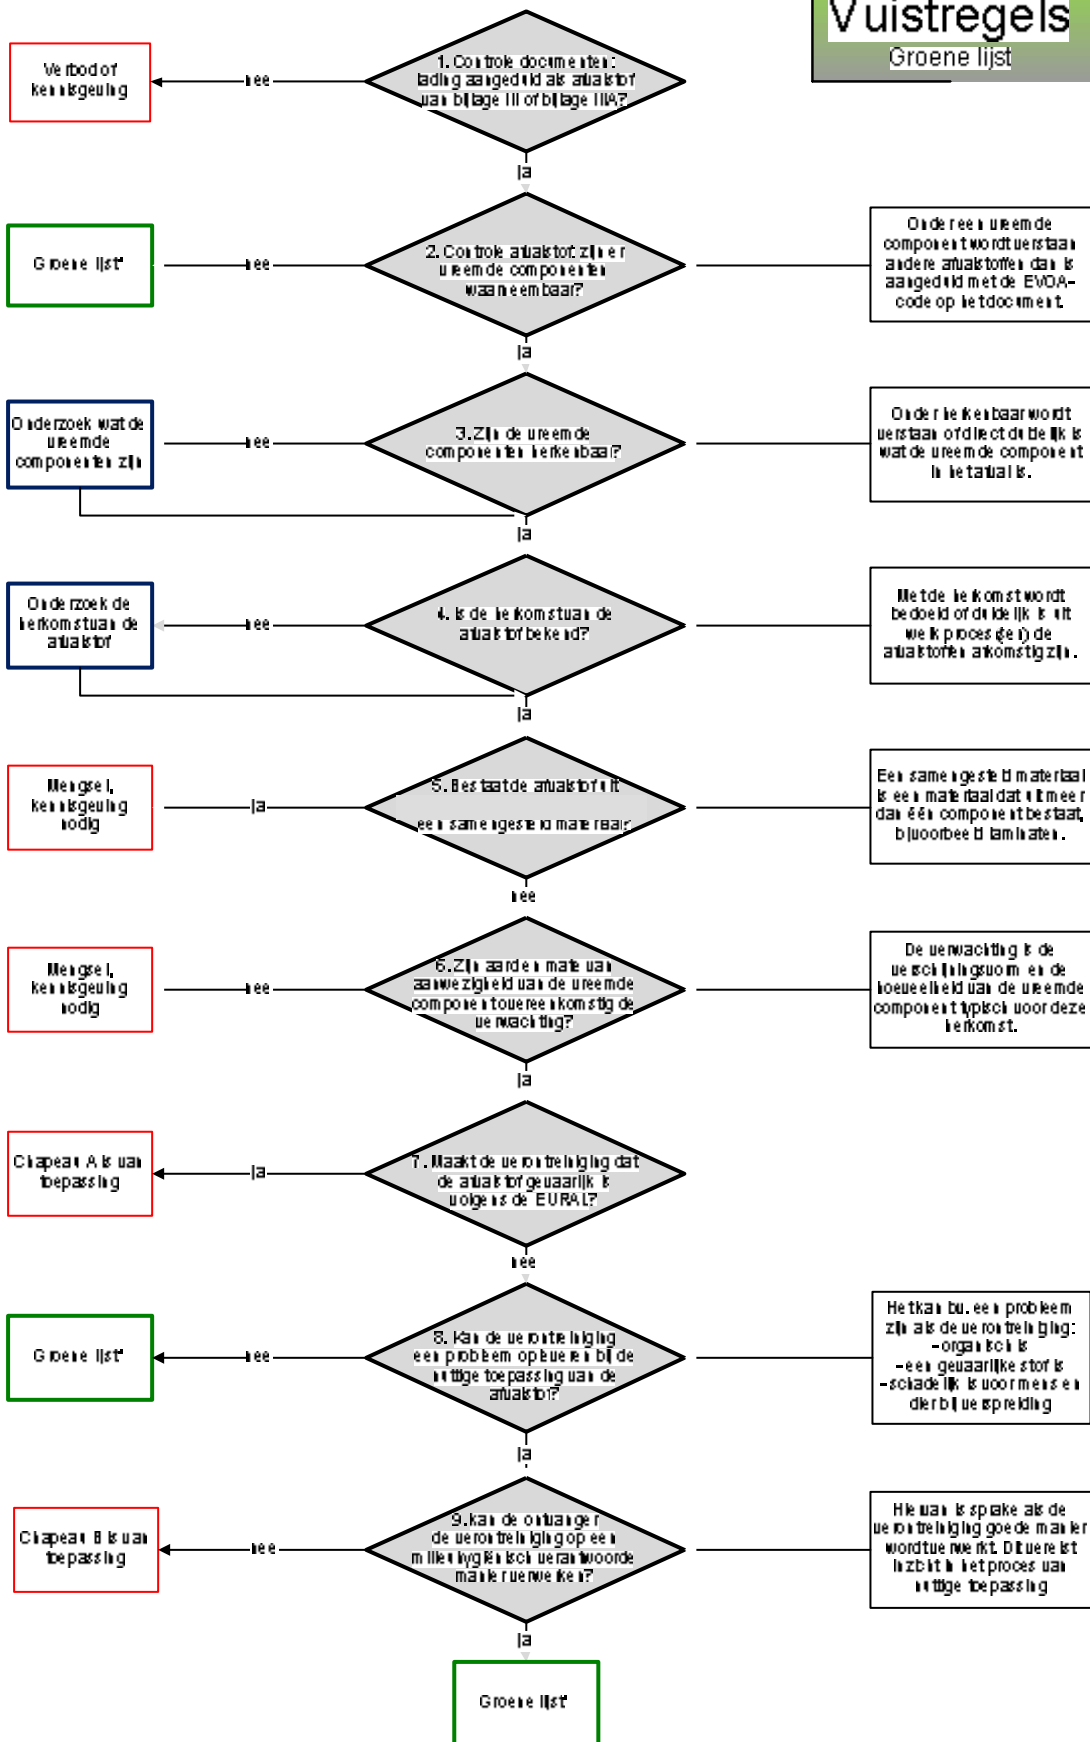 Vuistregels
Groene lijst
1. Controle documenten:
lading aangeduid als afvalstof
van bijlage III of bijlage IIIA?
nee
Verbod of
kennisgeving
ja
2. Controle afvalstof: zijn er
vreemde componenten
waarneembaar?
nee
Groene lijst*
Onder een vreemde
component wordt verstaan
andere afvalstoffen dan is
aangeduid met de EVOA-
code op het document.
ja
3. Zijn de vreemde
componenten herkenbaar?
nee
Onderzoek wat de
vreemde
componenten zijn
Onder herkenbaar wordt
verstaan of direct duidelijk is
wat de vreemde component
in het afval is.
ja
4. Is de herkomst van de
afvalstof bekend?
nee
Onderzoek de
herkomst van de
afvalstof
Met de herkomst wordt
bedoeld of duidelijk is uit
welk proces(sen) de
afvalstoffen afkomstig zijn.
ja
5. Bestaat de afvalstof uit
een samengesteld materiaal?
ja
Mengsel,
kennisgeving
nodig
Een samengesteld materiaal
is een materiaal dat uit meer
dan één component bestaat,
bijvoorbeeld laminaten.
nee
6. Zijn aard en mate van
aanwezigheid van de vreemde
component overeenkomstig de
verwachting?
nee
Mengsel,
kennisgeving
nodig
De verwachting is de
verschijningsvorm en de
hoeveelheid van de vreemde
component typisch voor deze
herkomst.
ja
7. Maakt de verontreiniging dat
de afvalstof gevaarlijk is
volgens de EURAL?
ja
Chapeau A is van
toepassing
nee
8. Kan de verontreiniging
een probleem opleveren bij de
nuttige toepassing van de
afvalstof?
nee
Groene lijst*
Het kan bv. een probleem
zijn als de verontreiniging:
-organisch is
-een gevaarlijke stof is
-schadelijk is voor mens en
dier bij verspreiding
ja
9. kan de ontvanger
de verontreiniging op een
milieuhygiënisch verantwoorde
manier verwerken?
nee
Chapeau B is van
toepassing
Hiervan is sprake als de
verontreiniging goede manier
wordt verwerkt. Dit vereist
inzicht in het proces van
nuttige toepassing
ja
Groene lijst*